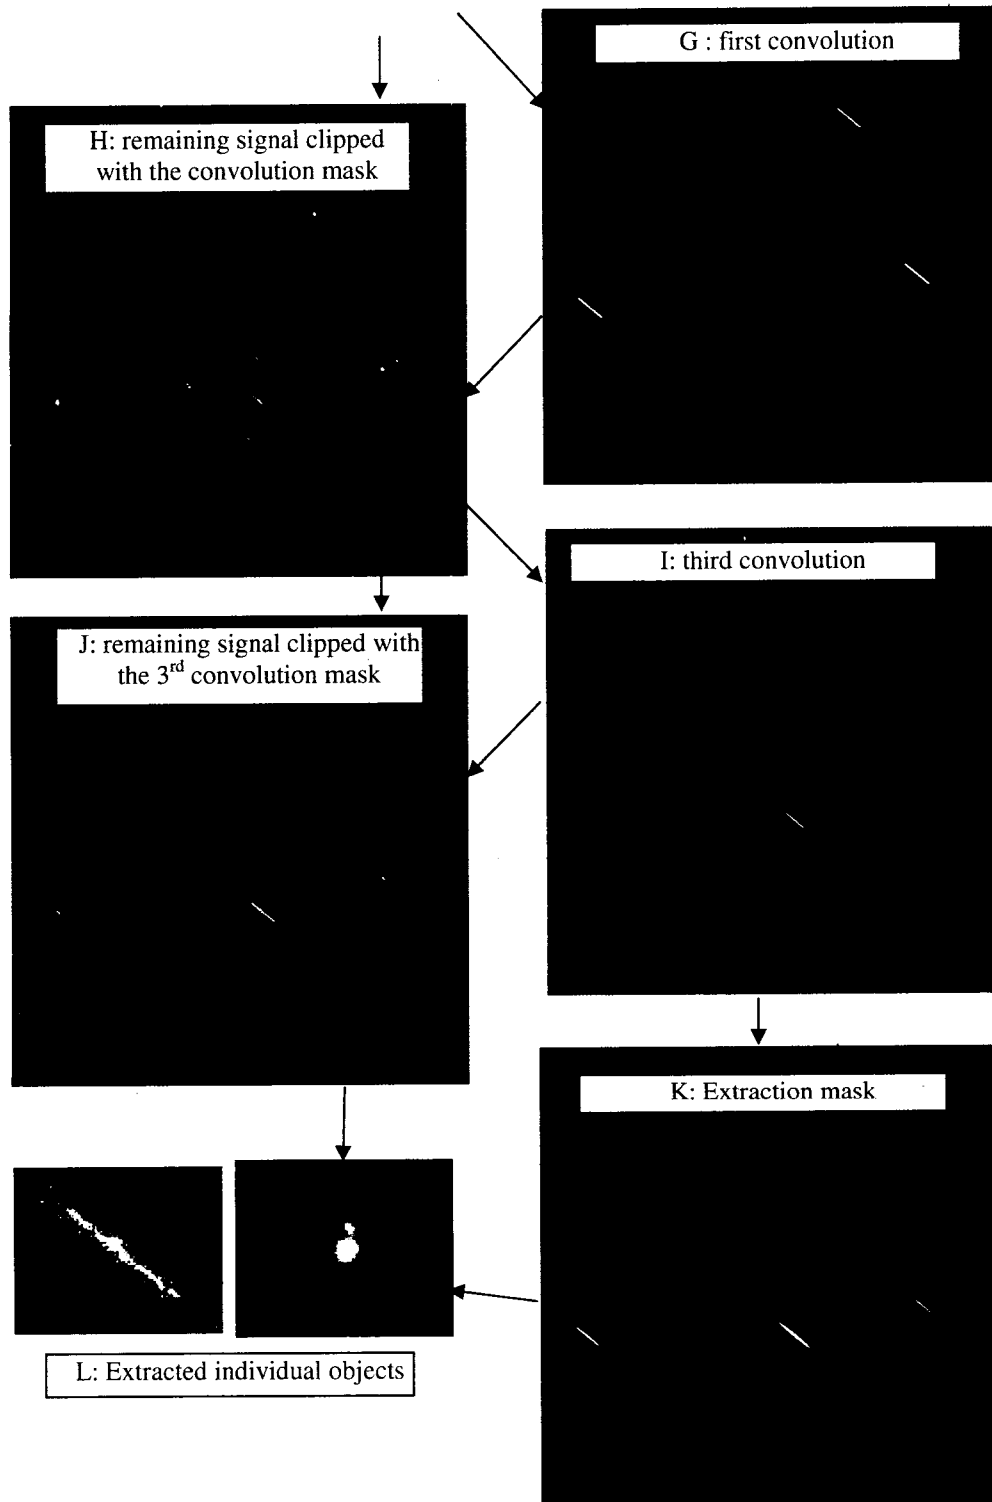 G : first convolution
H: remaining signal clipped
with the convolution mask
I: third convolution
J: remaining signal clipped with
the 3rd convolution mask
K: Extraction mask
L: Extracted individual objects